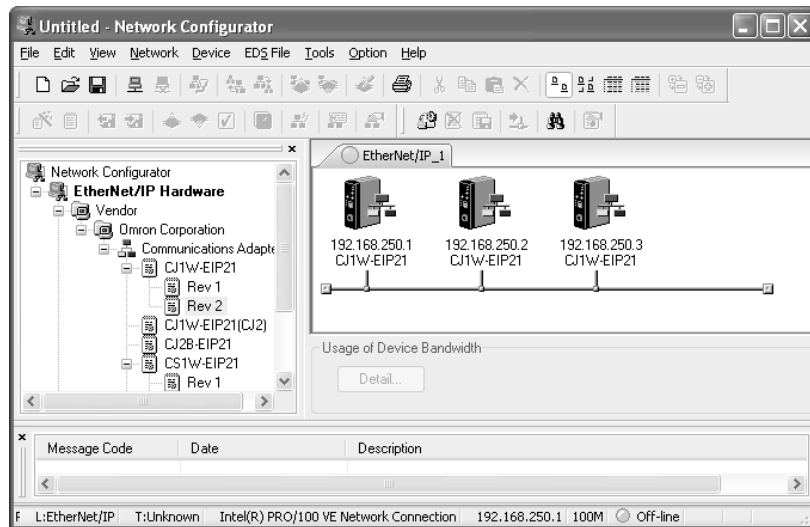 Untitled - Network Configurator
File Edit View Network Device EDS File Tools Option Help
EtherNet/IP_1
Network Configurator
EtherNet/IP Hardware
Vendor
Omron Corporation
Communications Adapte
CJ1W-EIP21
Rev 1
Rev 2
CJ1W-EIP21(CJ2)
CJ2B-EIP21
CS1W-EIP21
Rev 1
192.168.250.1 192.168.250.2 192.168.250.3
CJ1W-EIP21 CJ1W-EIP21 CJ1W-EIP21
Usage of Device Bandwidth
Detail...
Message Code Date Description
F L:EtherNet/IP T:Unknown Intel(R) PRO/100 VE Network Connection 192.168.250.1 100M Off-line